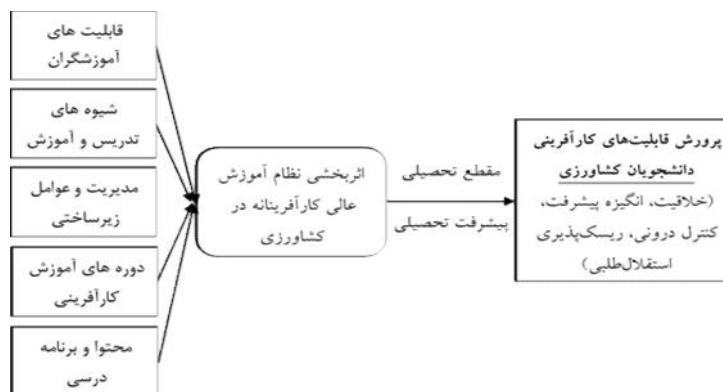 قابلیت های
آموزشگران
شیوه های
تدریس و آموزش
مدیریت و عوامل
زیرساختی
دوره های آموزش
کارآفرینی
محتوا و برنامه
درسی
اثربخشی نظام آموزش
عالی کارآفرینانه در
کشاورزی
مقطع تحصیلی
پیشرفت تحصیلی
پرورش قابلیت‌های کارآفرینی
دانشجویان کشاورزی
(خلاقیت، انگیزه پیشرفت،
کنترل درونی، ریسک‌پذیری
استقلال‌طلبی)